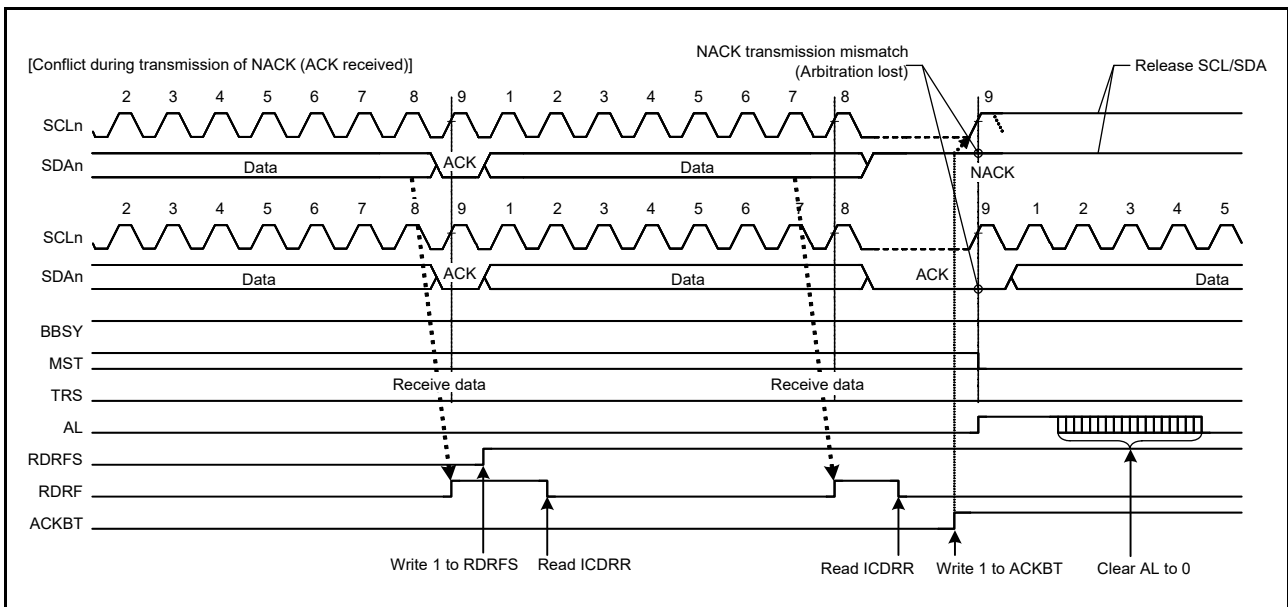 NACK transmission mismatch
(Arbitration lost)
Release SCL/SDA
[Conflict during transmission of NACK (ACK received)]
2 3 4 5 6 7 8 9 1 2 3 4 5 6 7 8 9
SCLn
SDAn
Data ACK Data NACK
2 3 4 5 6 7 8 9 1 2 3 4 5 6 7 8 9 1 2 3 4 5
SCLn
SDAn
Data ACK Data ACK Data
BBSY
MST
Receive data Receive data
TRS
AL
RDRFS
RDRF
ACKBT
Write 1 to RDRFS Read ICDRR Read ICDRR Write 1 to ACKBT Clear AL to 0